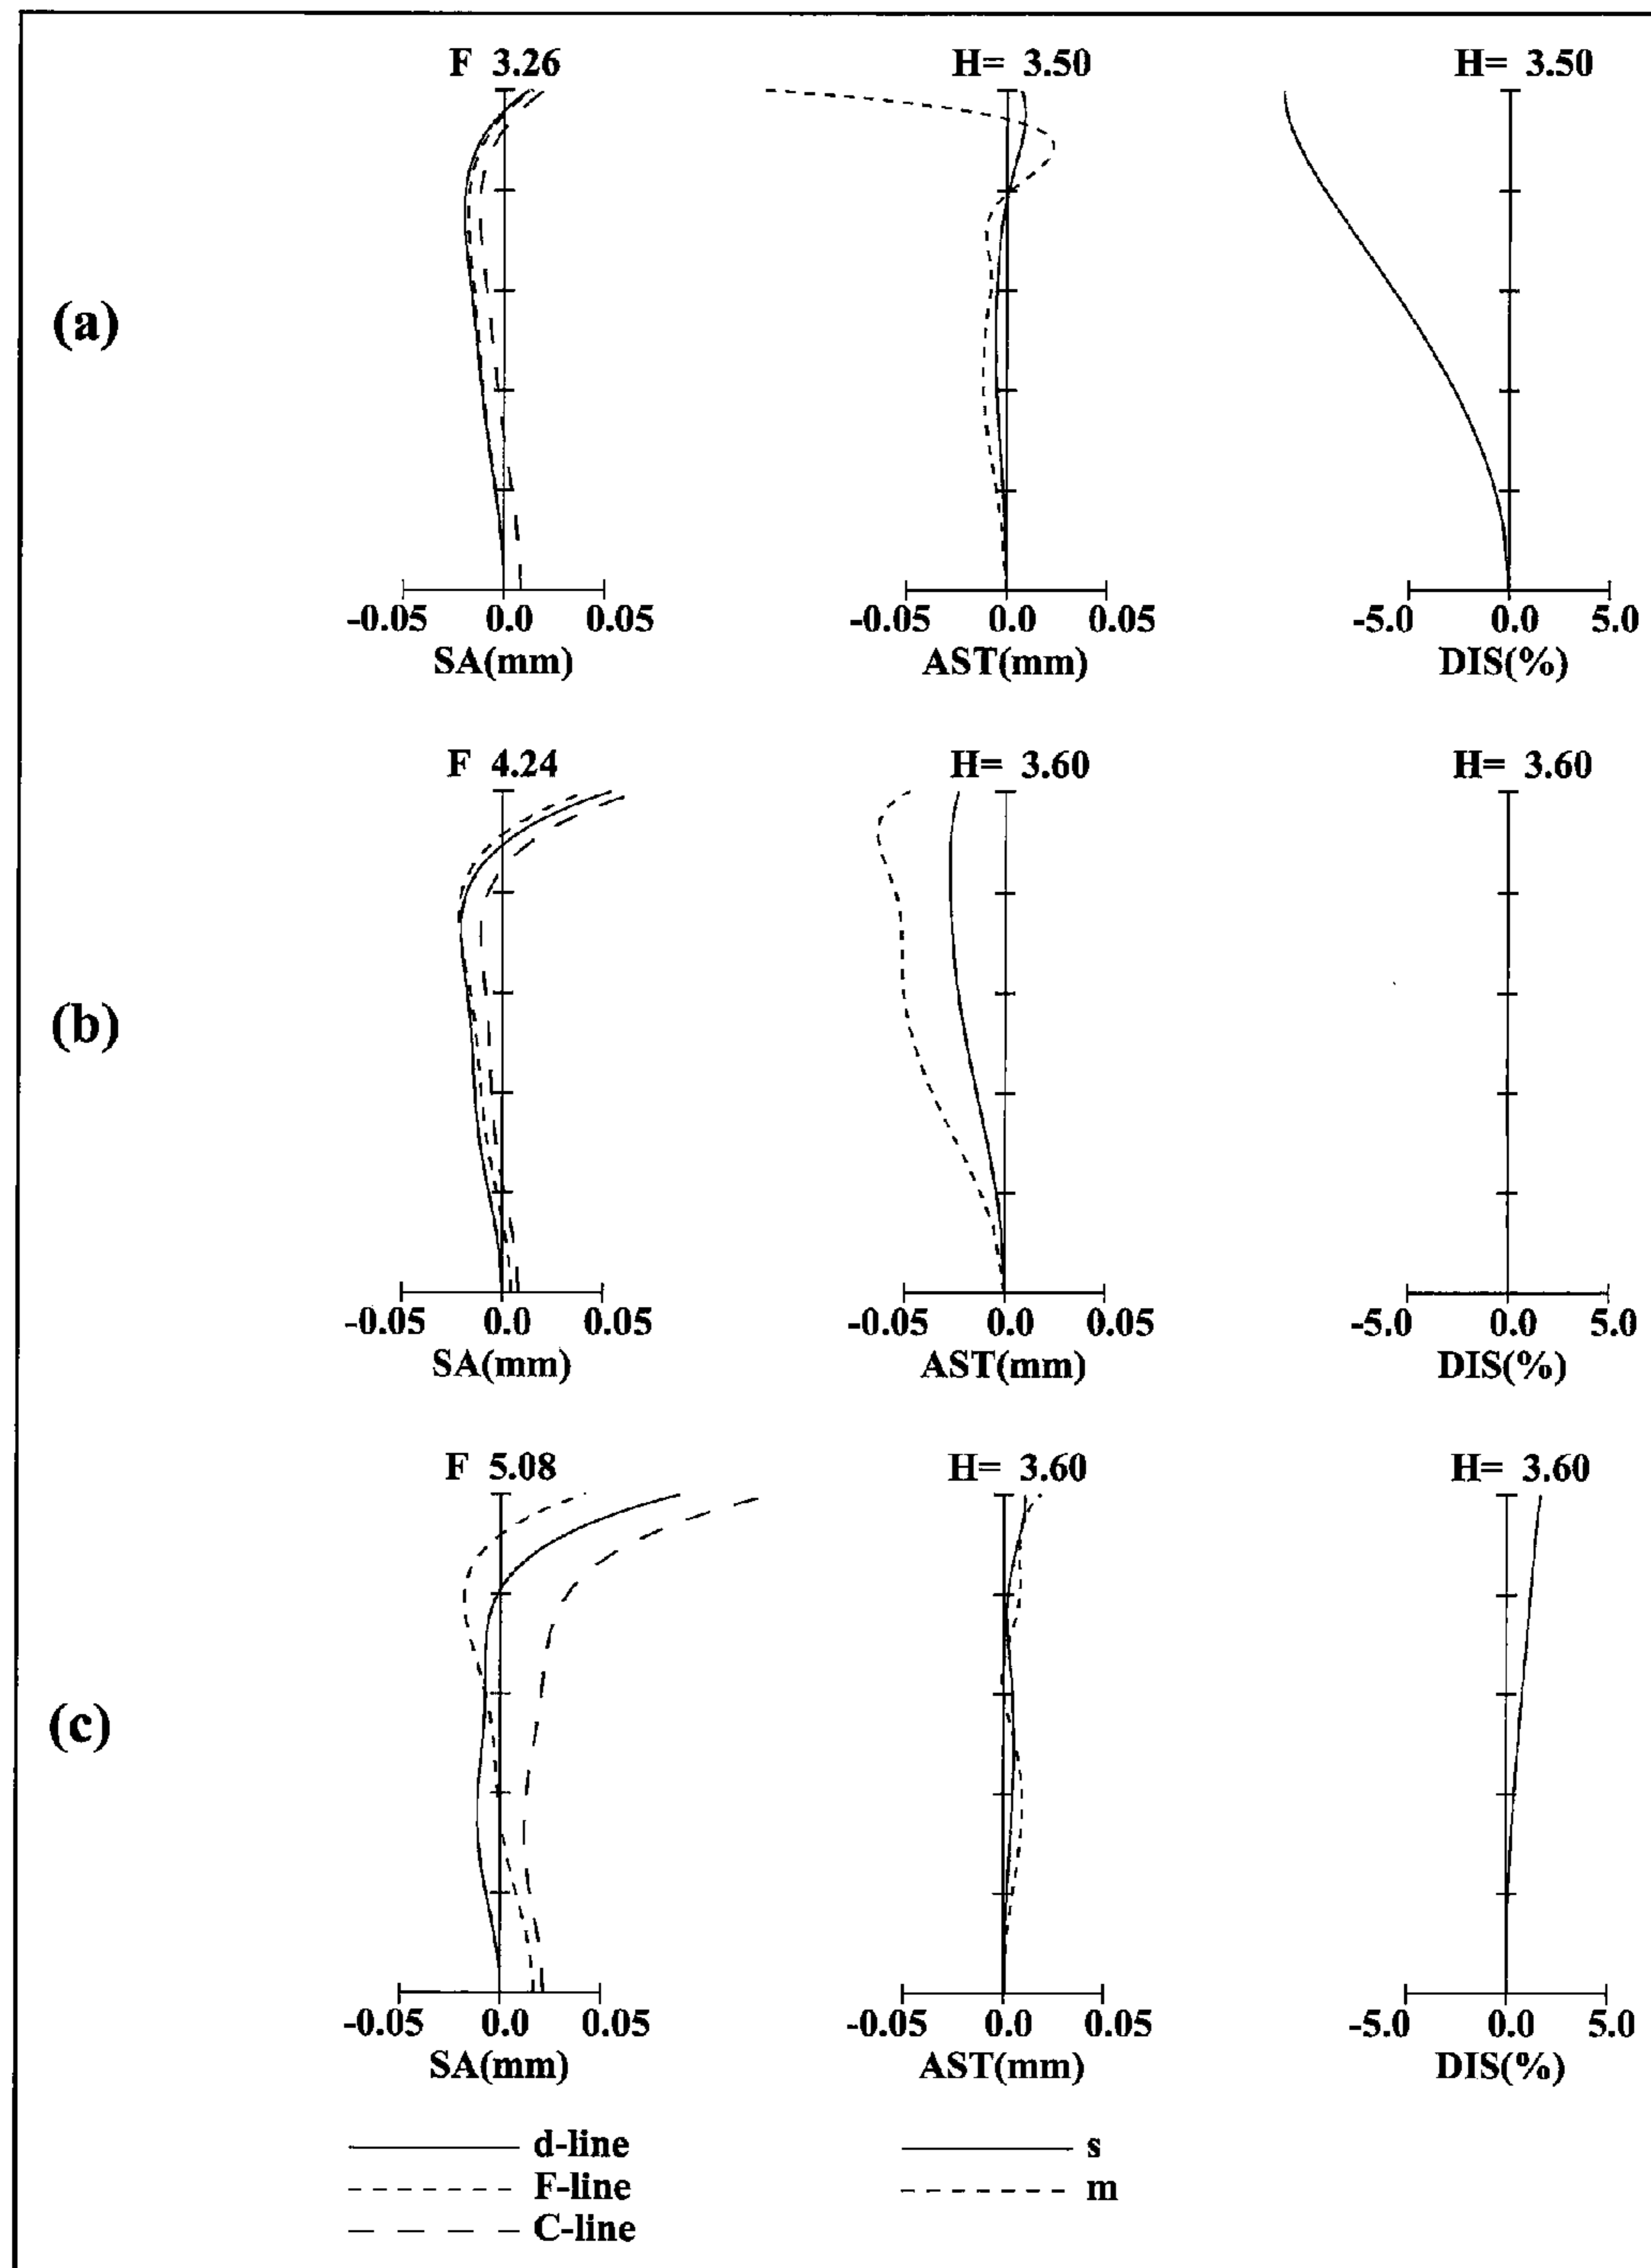 F 3.26 H= 3.50 H= 3.50
(a)
-0.05 0.0 0.05 -0.05 0.0 0.05 -5.0 0.0 5.0
SA(mm) AST(mm) DIS(%)
F 4.24 H= 3.60 H= 3.60
(b)
-0.05 0.0 0.05 -0.05 0.0 0.05 -5.0 0.0 5.0
SA(mm) AST(mm) DIS(%)
F 5.08 H= 3.60 H= 3.60
(c)
-0.05 0.0 0.05 -0.05 0.0 0.05 -5.0 0.0 5.0
SA(mm) AST(mm) DIS(%)
d-line s
F-line m
C-line